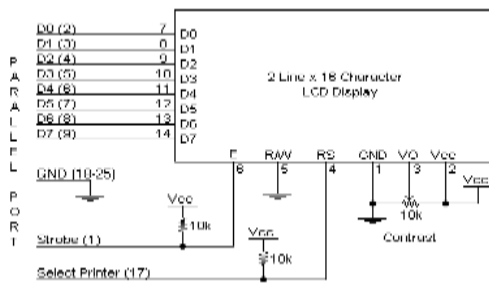 PARALLEL PORT
D0 (2) 7 D0
D1 (3) 8 D1
D2 (4) 9 D2
D3 (5) 10 D3
D4 (6) 11 D4
D5 (7) 12 D5
D6 (8) 13 D6
D7 (9) 14 D7
2 Line x 16 Character
LCD Display
E R/W RS GND VO Vcc
6 5 4 1 3 2
GND (18-25)
Vcc
10k
Vcc
10k
Vcc
10k
Contrast
Strobe (1)
Select Printer (17)